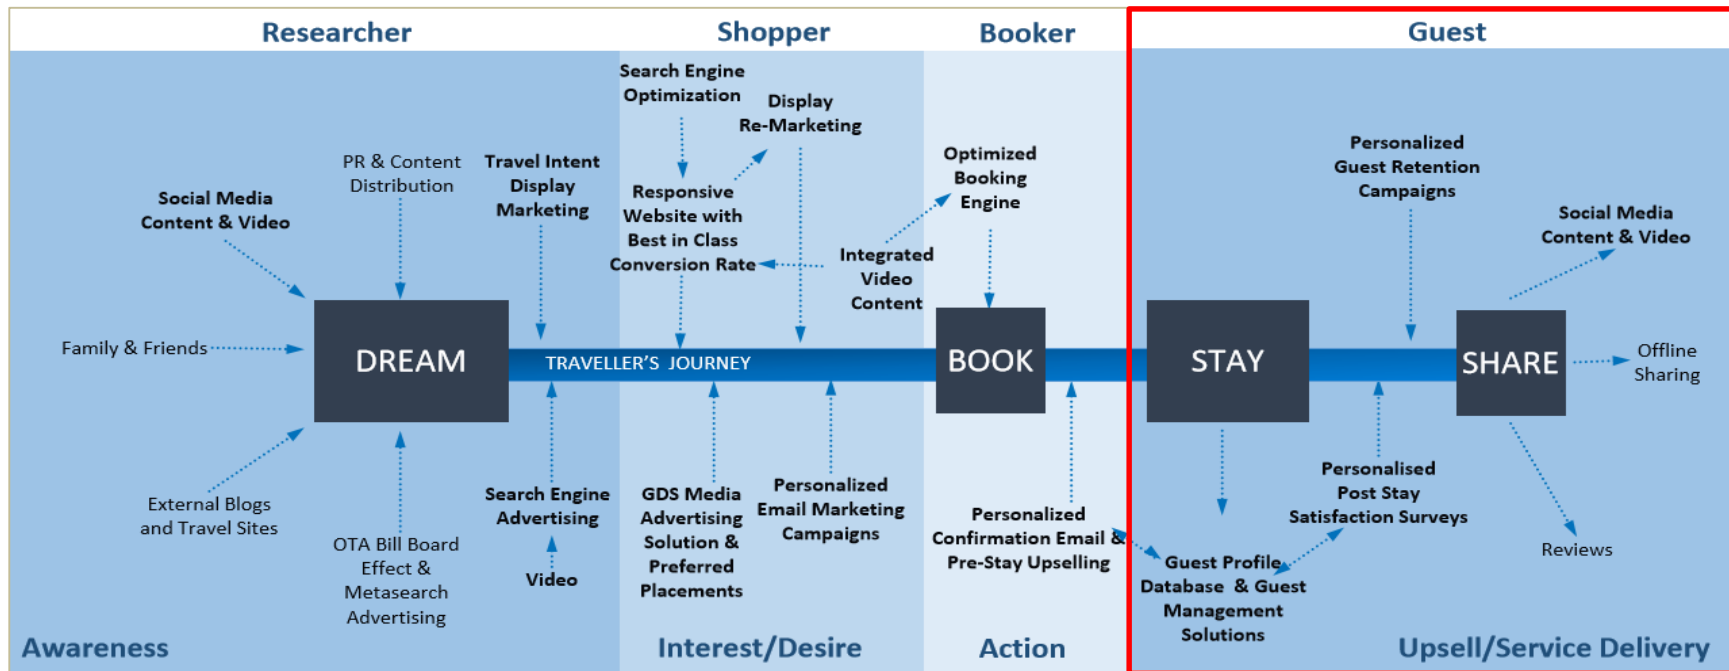 Researcher
Shopper
Booker
Guest
Social Media
Content & Video
PR & Content
Distribution
Travel Intent
Display
Marketing
Family & Friends
DREAM
TRAVELLER'S JOURNEY
External Blogs
and Travel Sites
OTA Bill Board
Effect &
Metasearch
Advertising
Search Engine
Advertising
Video
Awareness
Search Engine
Optimization
Display
Re-Marketing
Responsive
Website with
Best in Class
Conversion Rate
Integrated
Video
Content
GDS Media
Advertising
Solution &
Preferred
Placements
Personalized
Email Marketing
Campaigns
Interest/Desire
Optimized
Booking
Engine
BOOK
Personalized
Confirmation Email &
Pre-Stay Upselling
Action
Personalized
Guest Retention
Campaigns
Social Media
Content & Video
STAY
SHARE
Offline
Sharing
Personalised
Post Stay
Satisfaction Surveys
Reviews
Guest Profile
Database & Guest
Management
Solutions
Upsell/Service Delivery